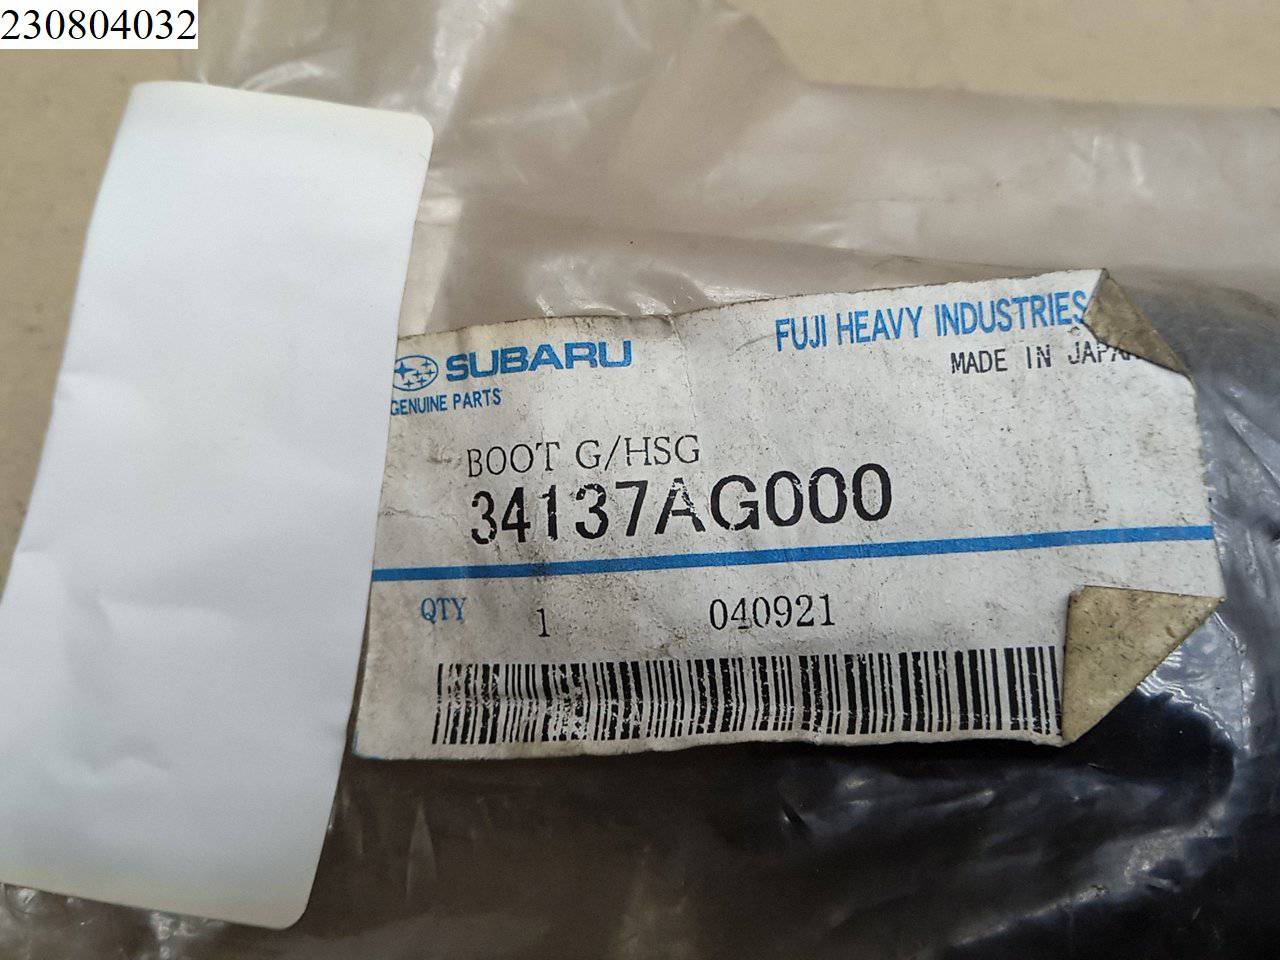 230804032
SUBARU
GENUINE PARTS
FUJI HEAVY INDUSTRIES
MADE IN JAPAN
BOOT G/HSG
34137AG000
QTY 1 040921